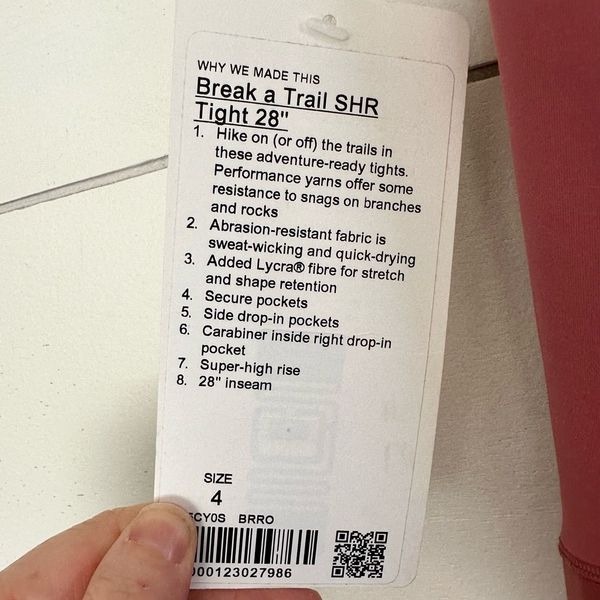 WHY WE MADE THIS
Break a Trail SHR
Tight 28"
1. Hike on (or off) the trails in
these adventure-ready tights.
Performance yarns offer some
resistance to snags on branches
and rocks
2. Abrasion-resistant fabric is
sweat-wicking and quick-drying
3. Added Lycra® fibre for stretch
and shape retention
4. Secure pockets
5. Side drop-in pockets
6. Carabiner inside right drop-in
pocket
7. Super-high rise
8. 28" inseam
SIZE
4
BRRO
000123027986